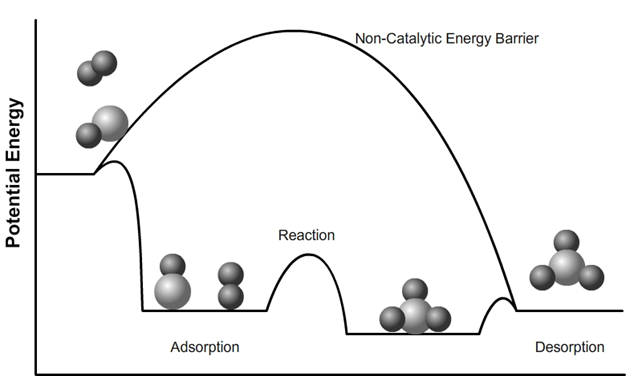 Non-Catalytic Energy Barrier
Potential Energy
Reaction
Adsorption
Desorption